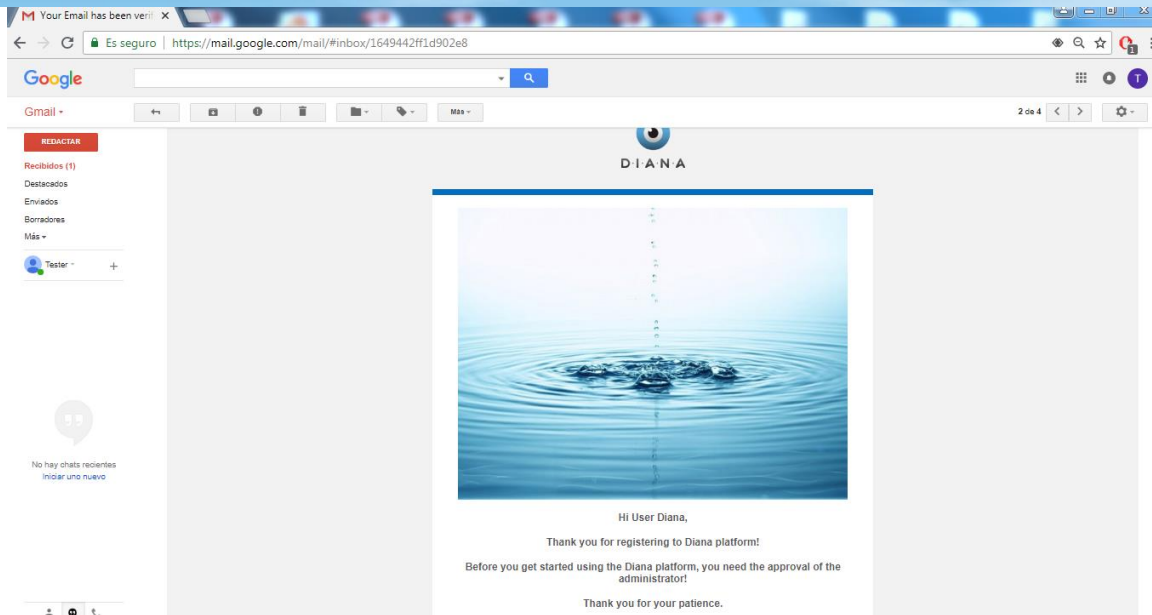 Your Email has been veri
Es seguro | https://mail.google.com/mail/#inbox/1649442ff1d902e8
1
Google
T
Gmail
Más
2 de 4
REDACTAR
Recibidos (1)
Destacados
Enviados
Borradores
Más
Tester
No hay chats recientes
Iniciar uno nuevo
D·I·A·N·A
Hi User Diana,
Thank you for registering to Diana platform!
Before you get started using the Diana platform, you need the approval of the
administrator!
Thank you for your patience.